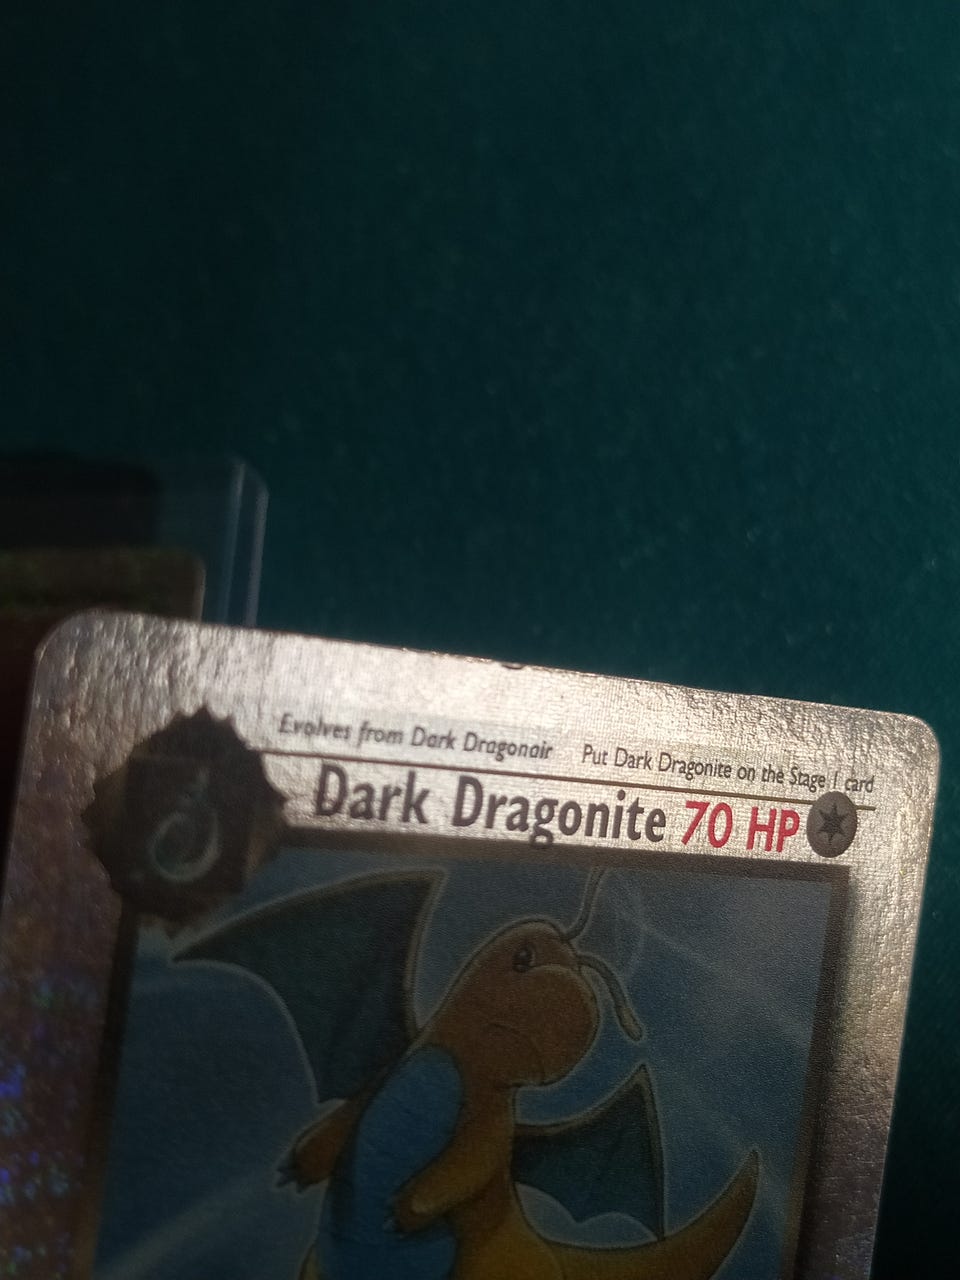 Evolves from Dark Dragonair Put Dark Dragonite on the Stage 1 card
Dark Dragonite 70 HP